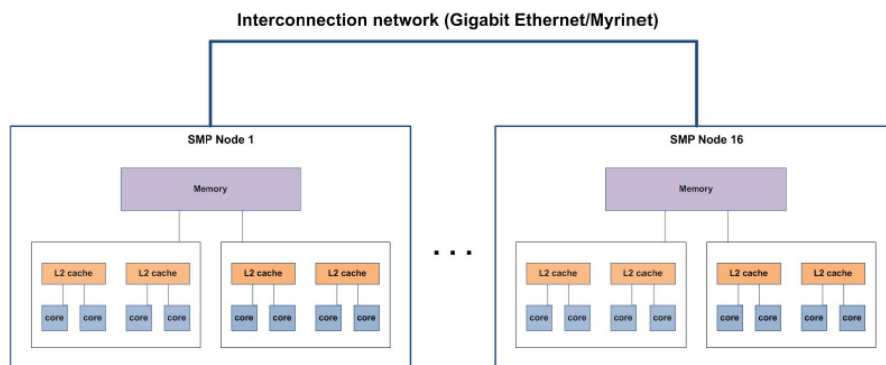 Interconnection network (Gigabit Ethernet/Myrinet)
SMP Node 1
SMP Node 16
Memory
Memory
L2 cache L2 cache L2 cache L2 cache
L2 cache L2 cache L2 cache L2 cache
. . .
core core core core core core core core
core core core core core core core core